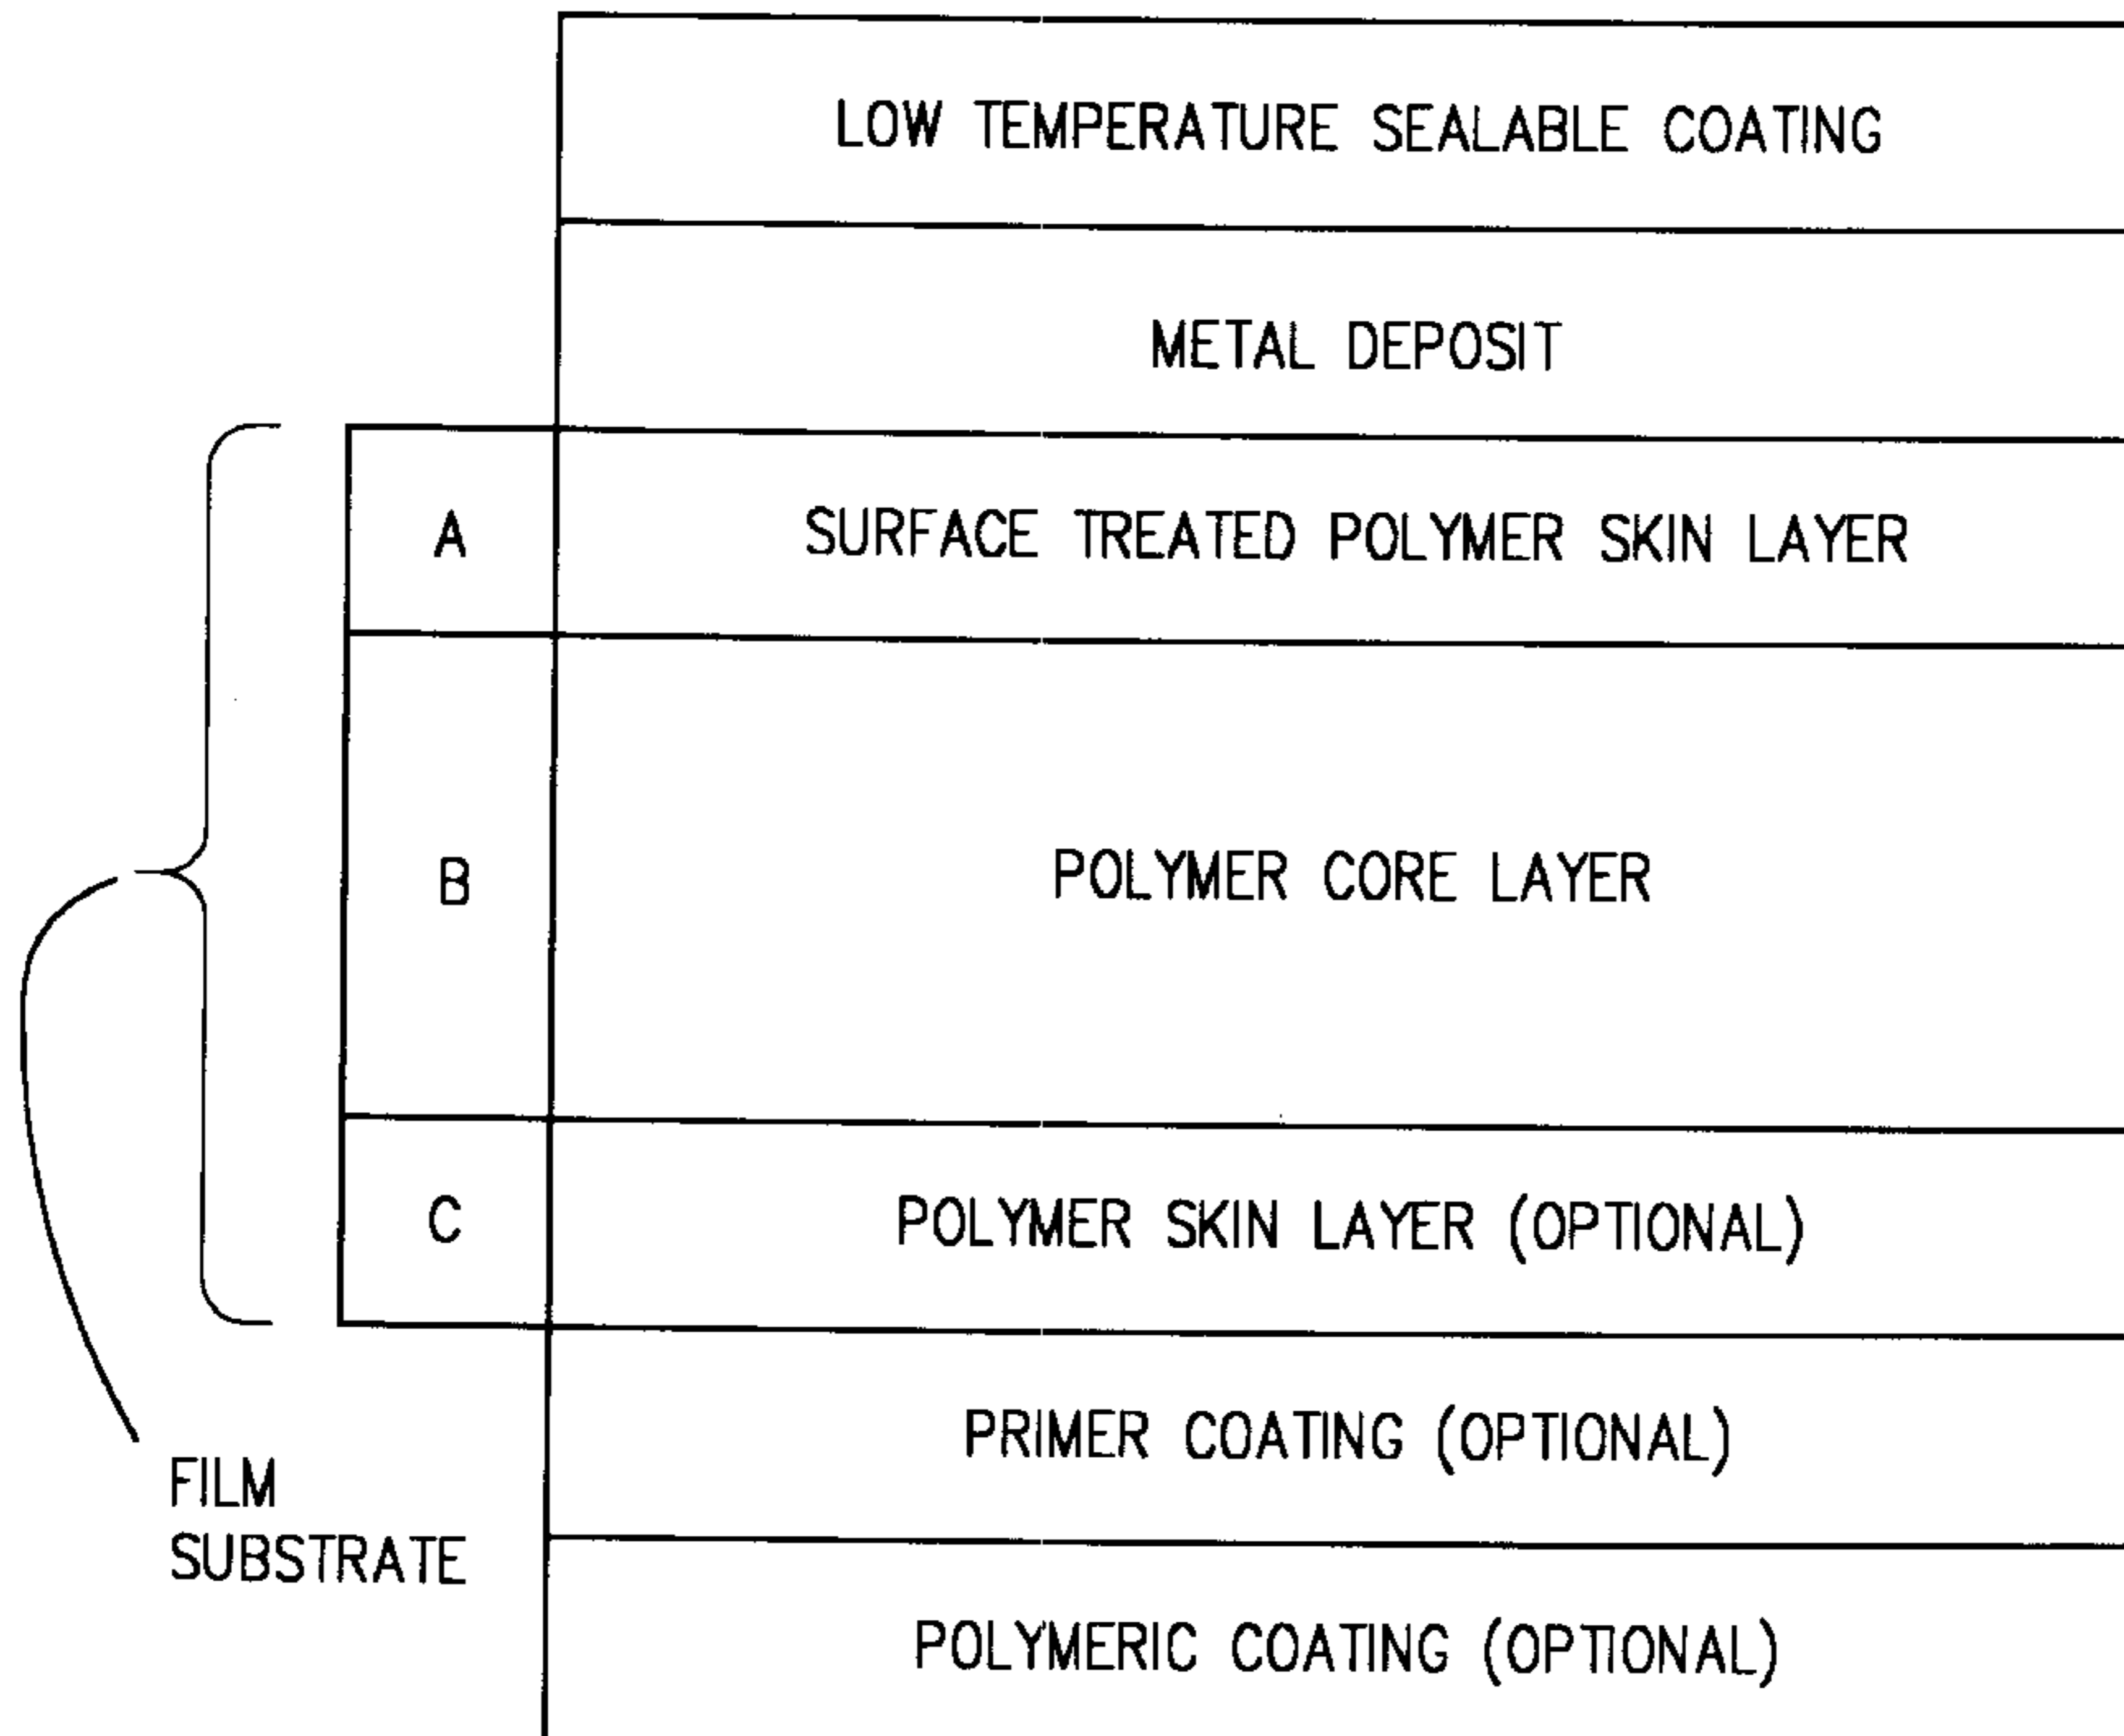 LOW TEMPERATURE SEALABLE COATING
METAL DEPOSIT
A
SURFACE TREATED POLYMER SKIN LAYER
B
POLYMER CORE LAYER
C
POLYMER SKIN LAYER (OPTIONAL)
PRIMER COATING (OPTIONAL)
FILM
SUBSTRATE
POLYMERIC COATING (OPTIONAL)